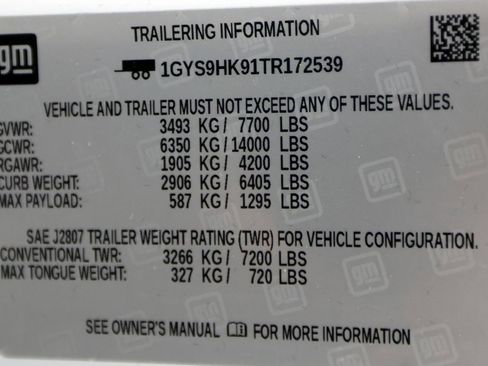 gm
TRAILERING INFORMATION
1GYS9HK91TR172539
VEHICLE AND TRAILER MUST NOT EXCEED ANY OF THESE VALUES.
GVWR: 3493 KG/ 7700 LBS
GCWR: 6350 KG/ 14000 LBS
RGAWR: 1905 KG/ 4200 LBS
CURB WEIGHT: 2906 KG/ 6405 LBS
MAX PAYLOAD: 587 KG/ 1295 LBS
SAE J2807 TRAILER WEIGHT RATING (TWR) FOR VEHICLE CONFIGURATION.
CONVENTIONAL TWR: 3266 KG/ 7200 LBS
MAX TONGUE WEIGHT: 327 KG/ 720 LBS
SEE OWNER'S MANUAL FOR MORE INFORMATION